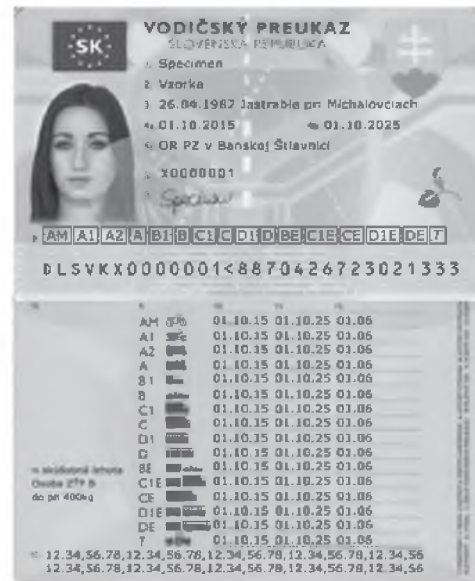 SK
VODIČSKÝ PREUKAZ
SLOVENSKÁ REPUBLIKA
1. Specimen
2. Vzorka
3. 26.04.1987 Jastrabie pri Michalovciach
4a. 01.10.2015 4b. 01.10.2025
4c. OR PZ v Banskej Štiavnici
5. X0000001
Specimen
9. AM A1 A2 A B1 B C1 C D1 D BE C1E CE D1E DE T
DLSVKX0000001<8870426723021333
AM 01.10.15 01.10.25 01.06
A1 01.10.15 01.10.25 01.06
A2 01.10.15 01.10.25 01.06
A 01.10.15 01.10.25 01.06
B1 01.10.15 01.10.25 01.06
B 01.10.15 01.10.25 01.06
C1 01.10.15 01.10.25 01.06
C 01.10.15 01.10.25 01.06
D1 01.10.15 01.10.25 01.06
D 01.10.15 01.10.25 01.06
BE 01.10.15 01.10.25 01.06
C1E 01.10.15 01.10.25 01.06
CE 01.10.15 01.10.25 01.06
D1E 01.10.15 01.10.25 01.06
DE 01.10.15 01.10.25 01.06
T 01.10.15 01.10.25 01.06
Osoba ZŤP B
do pn 400kg
12.34,56.78,12.34,56.78,12.34,56.78,12.34,56.78,12.34,56
12.34,56.78,12.34,56.78,12.34,56.78,12.34,56.78,12.34,56